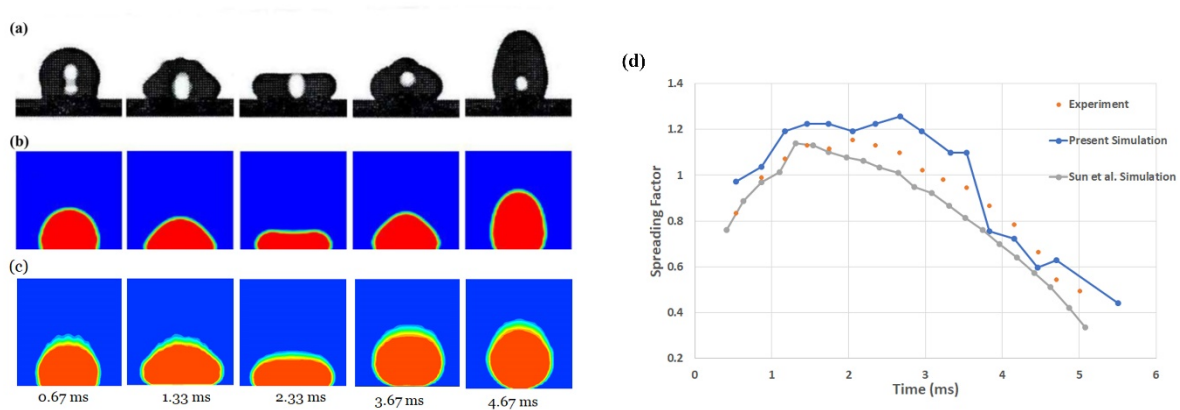 (a)
(b)
(c)
0.67 ms 1.33 ms 2.33 ms 3.67 ms 4.67 ms
(d)
1.4
1.2
1
0.8
0.6
0.4
0.2
Spreading Factor
0 1 2 3 4 5 6
Time (ms)
Experiment
Present Simulation
Sun et al. Simulation